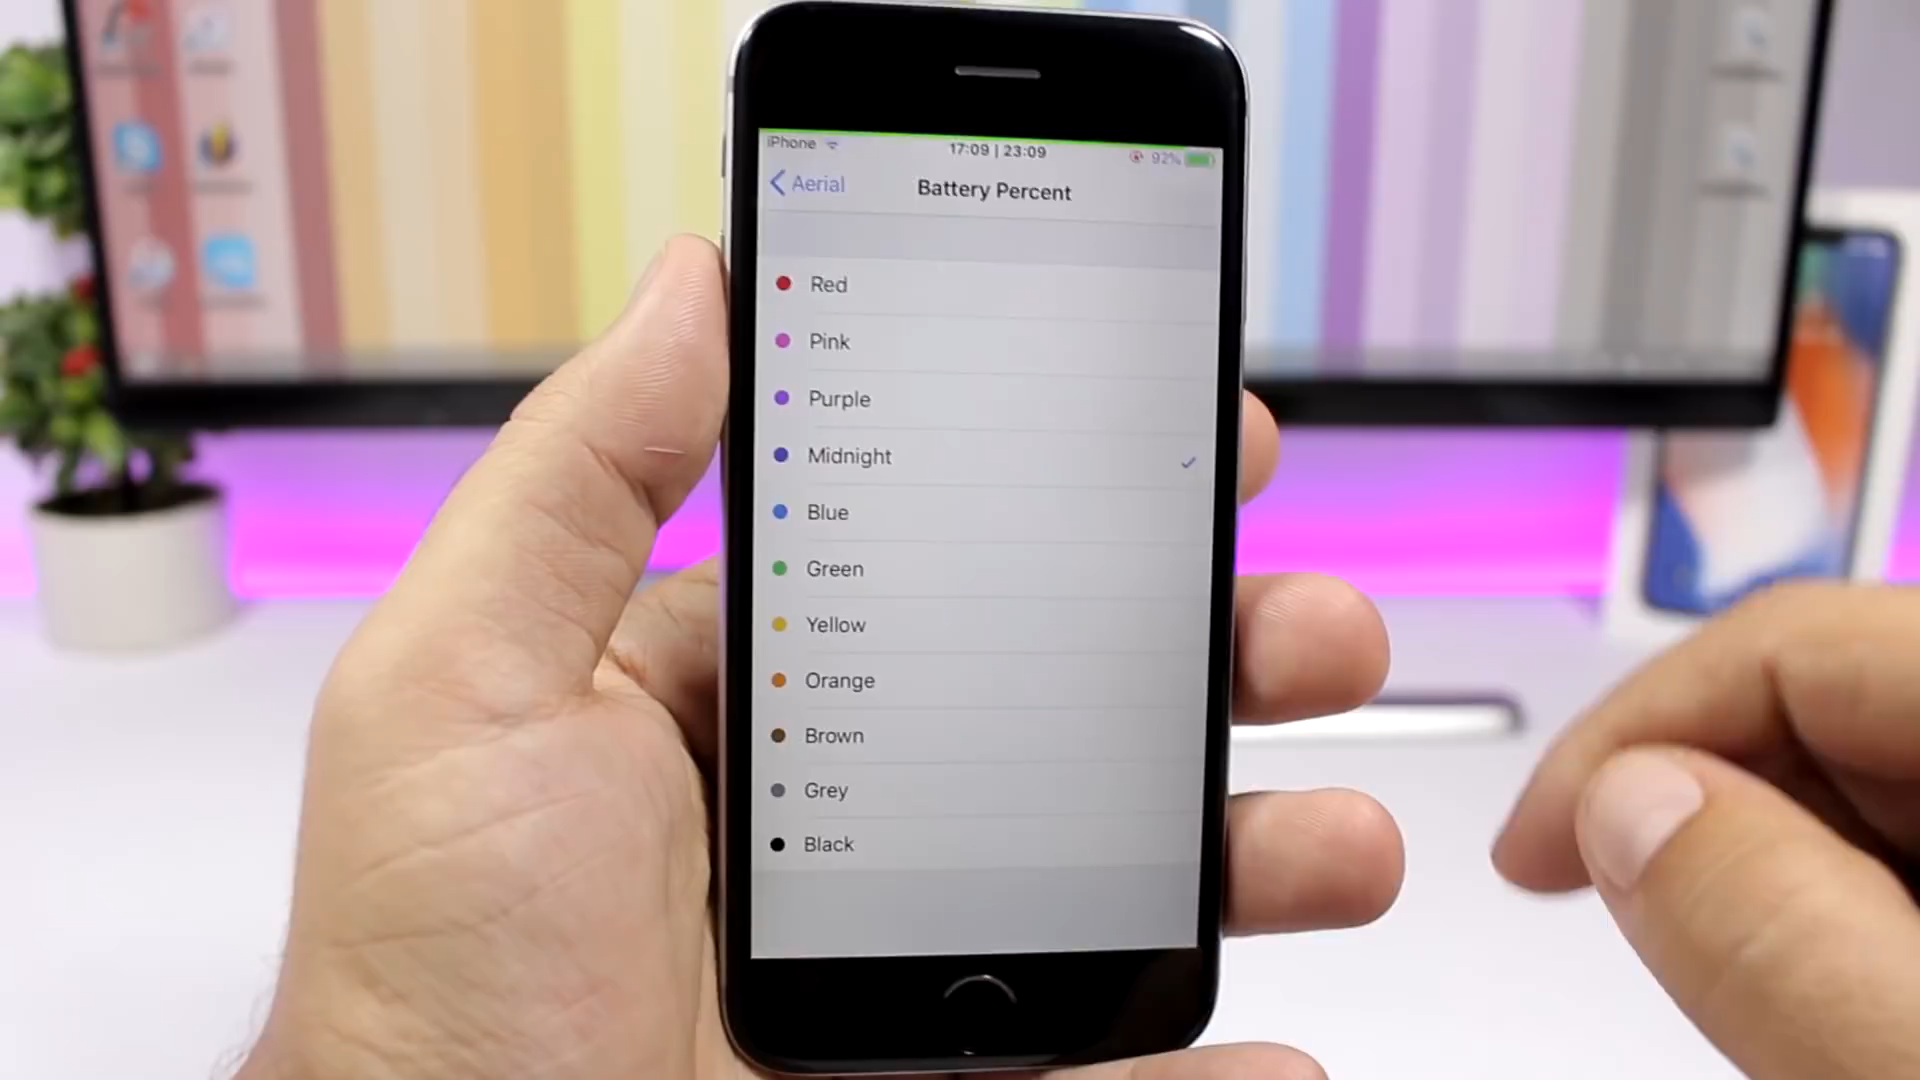 iPhone 17:09 | 23:09 92%
Aerial Battery Percent
Red
Pink
Purple
Midnight
Blue
Green
Yellow
Orange
Brown
Grey
Black